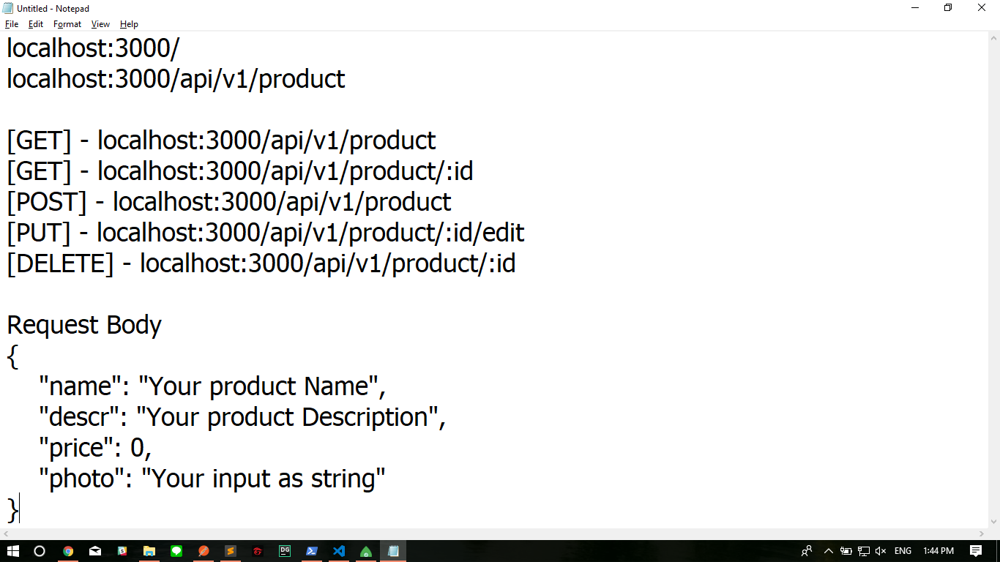 Untitled - Notepad
File Edit Format View Help
localhost:3000/
localhost:3000/api/v1/product
[GET] - localhost:3000/api/v1/product
[GET] - localhost:3000/api/v1/product/:id
[POST] - localhost:3000/api/v1/product
[PUT] - localhost:3000/api/v1/product/:id/edit
[DELETE] - localhost:3000/api/v1/product/:id
Request Body
{
"name": "Your product Name",
"descr": "Your product Description",
"price": 0,
"photo": "Your input as string"
}
DG
ENG 1:44 PM